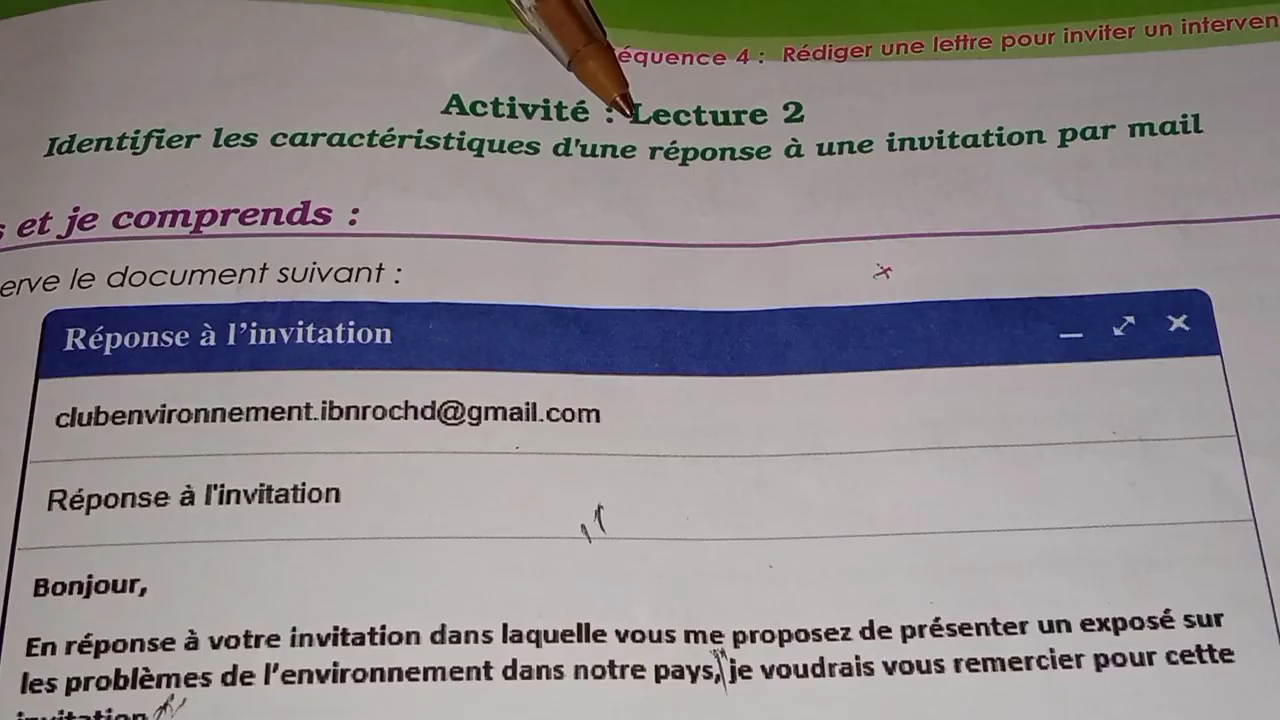 équence 4 : Rédiger une lettre pour inviter un interven
Activité : Lecture 2
Identifier les caractéristiques d'une réponse à une invitation par mail
et je comprends :
erve le document suivant :
Réponse à l'invitation
clubenvironnement.ibnrochd@gmail.com
Réponse à l'invitation
Bonjour,
En réponse à votre invitation dans laquelle vous me proposez de présenter un exposé sur
les problèmes de l'environnement dans notre pays, je voudrais vous remercier pour cette
invitation